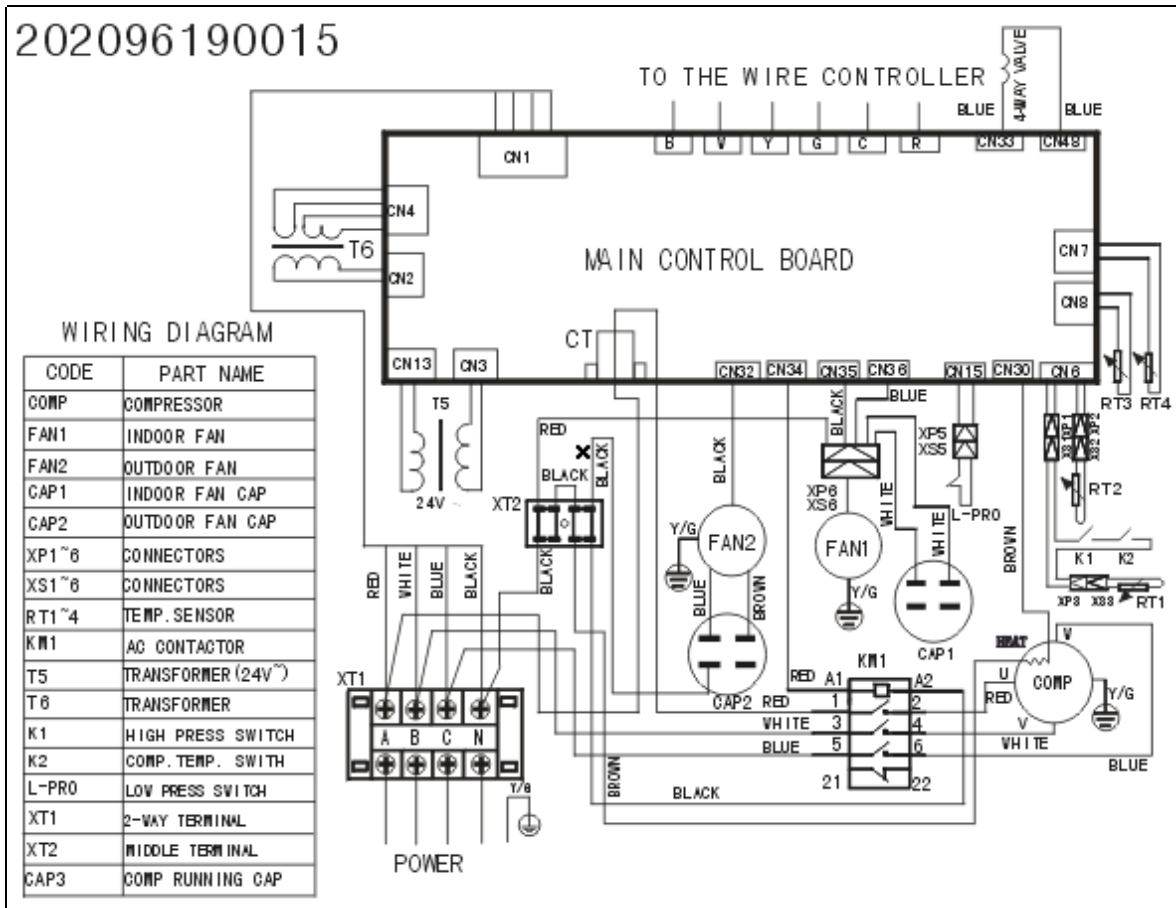 202096190015
TO THE WIRE CONTROLLER
4-WAY VALVE
BLUE
BLUE
CN1
B W Y G C R
CN33 CN48
CN4
T6
CN2
MAIN CONTROL BOARD
CN7
CN8
CT
CN13 CN3 CN32 CN34 CN35 CN36 CN15 CN30 CN6
T5
24V~
RED
BLACK
BLACK
XT2
BLACK
BLACK
BLACK
BLUE
WHITE
WHITE
XP5
XS5
XP6
XS6
L-PRO
BROWN
XS1 XP1
XS2 XP2
RT3 RT4
RT2
K1 K2
XP3 XS3 RT1
Y/G
FAN2
BLUE
BROWN
FAN1
Y/G
CAP1
CAP2
RED
WHITE
BLUE
BLACK
XT1
A B C N
Y/G
POWER
BROWN
KM1
RED A1 A2
RED 1 2
WHITE 3 4
BLUE 5 6
21 22
BLACK
HEAT
U
RED
COMP
W
V
WHITE
Y/G
BLUE
WIRING DIAGRAM
CODE PART NAME
COMP COMPRESSOR
FAN1 INDOOR FAN
FAN2 OUTDOOR FAN
CAP1 INDOOR FAN CAP
CAP2 OUTDOOR FAN CAP
XP1~6 CONNECTORS
XS1~6 CONNECTORS
RT1~4 TEMP.SENSOR
KM1 AC CONTACTOR
T5 TRANSFORMER(24V~)
T6 TRANSFORMER
K1 HIGH PRESS SWITCH
K2 COMP.TEMP. SWITH
L-PRO LOW PRESS SWITCH
XT1 2-WAY TERMINAL
XT2 MIDDLE TERMINAL
CAP3 COMP RUNNING CAP